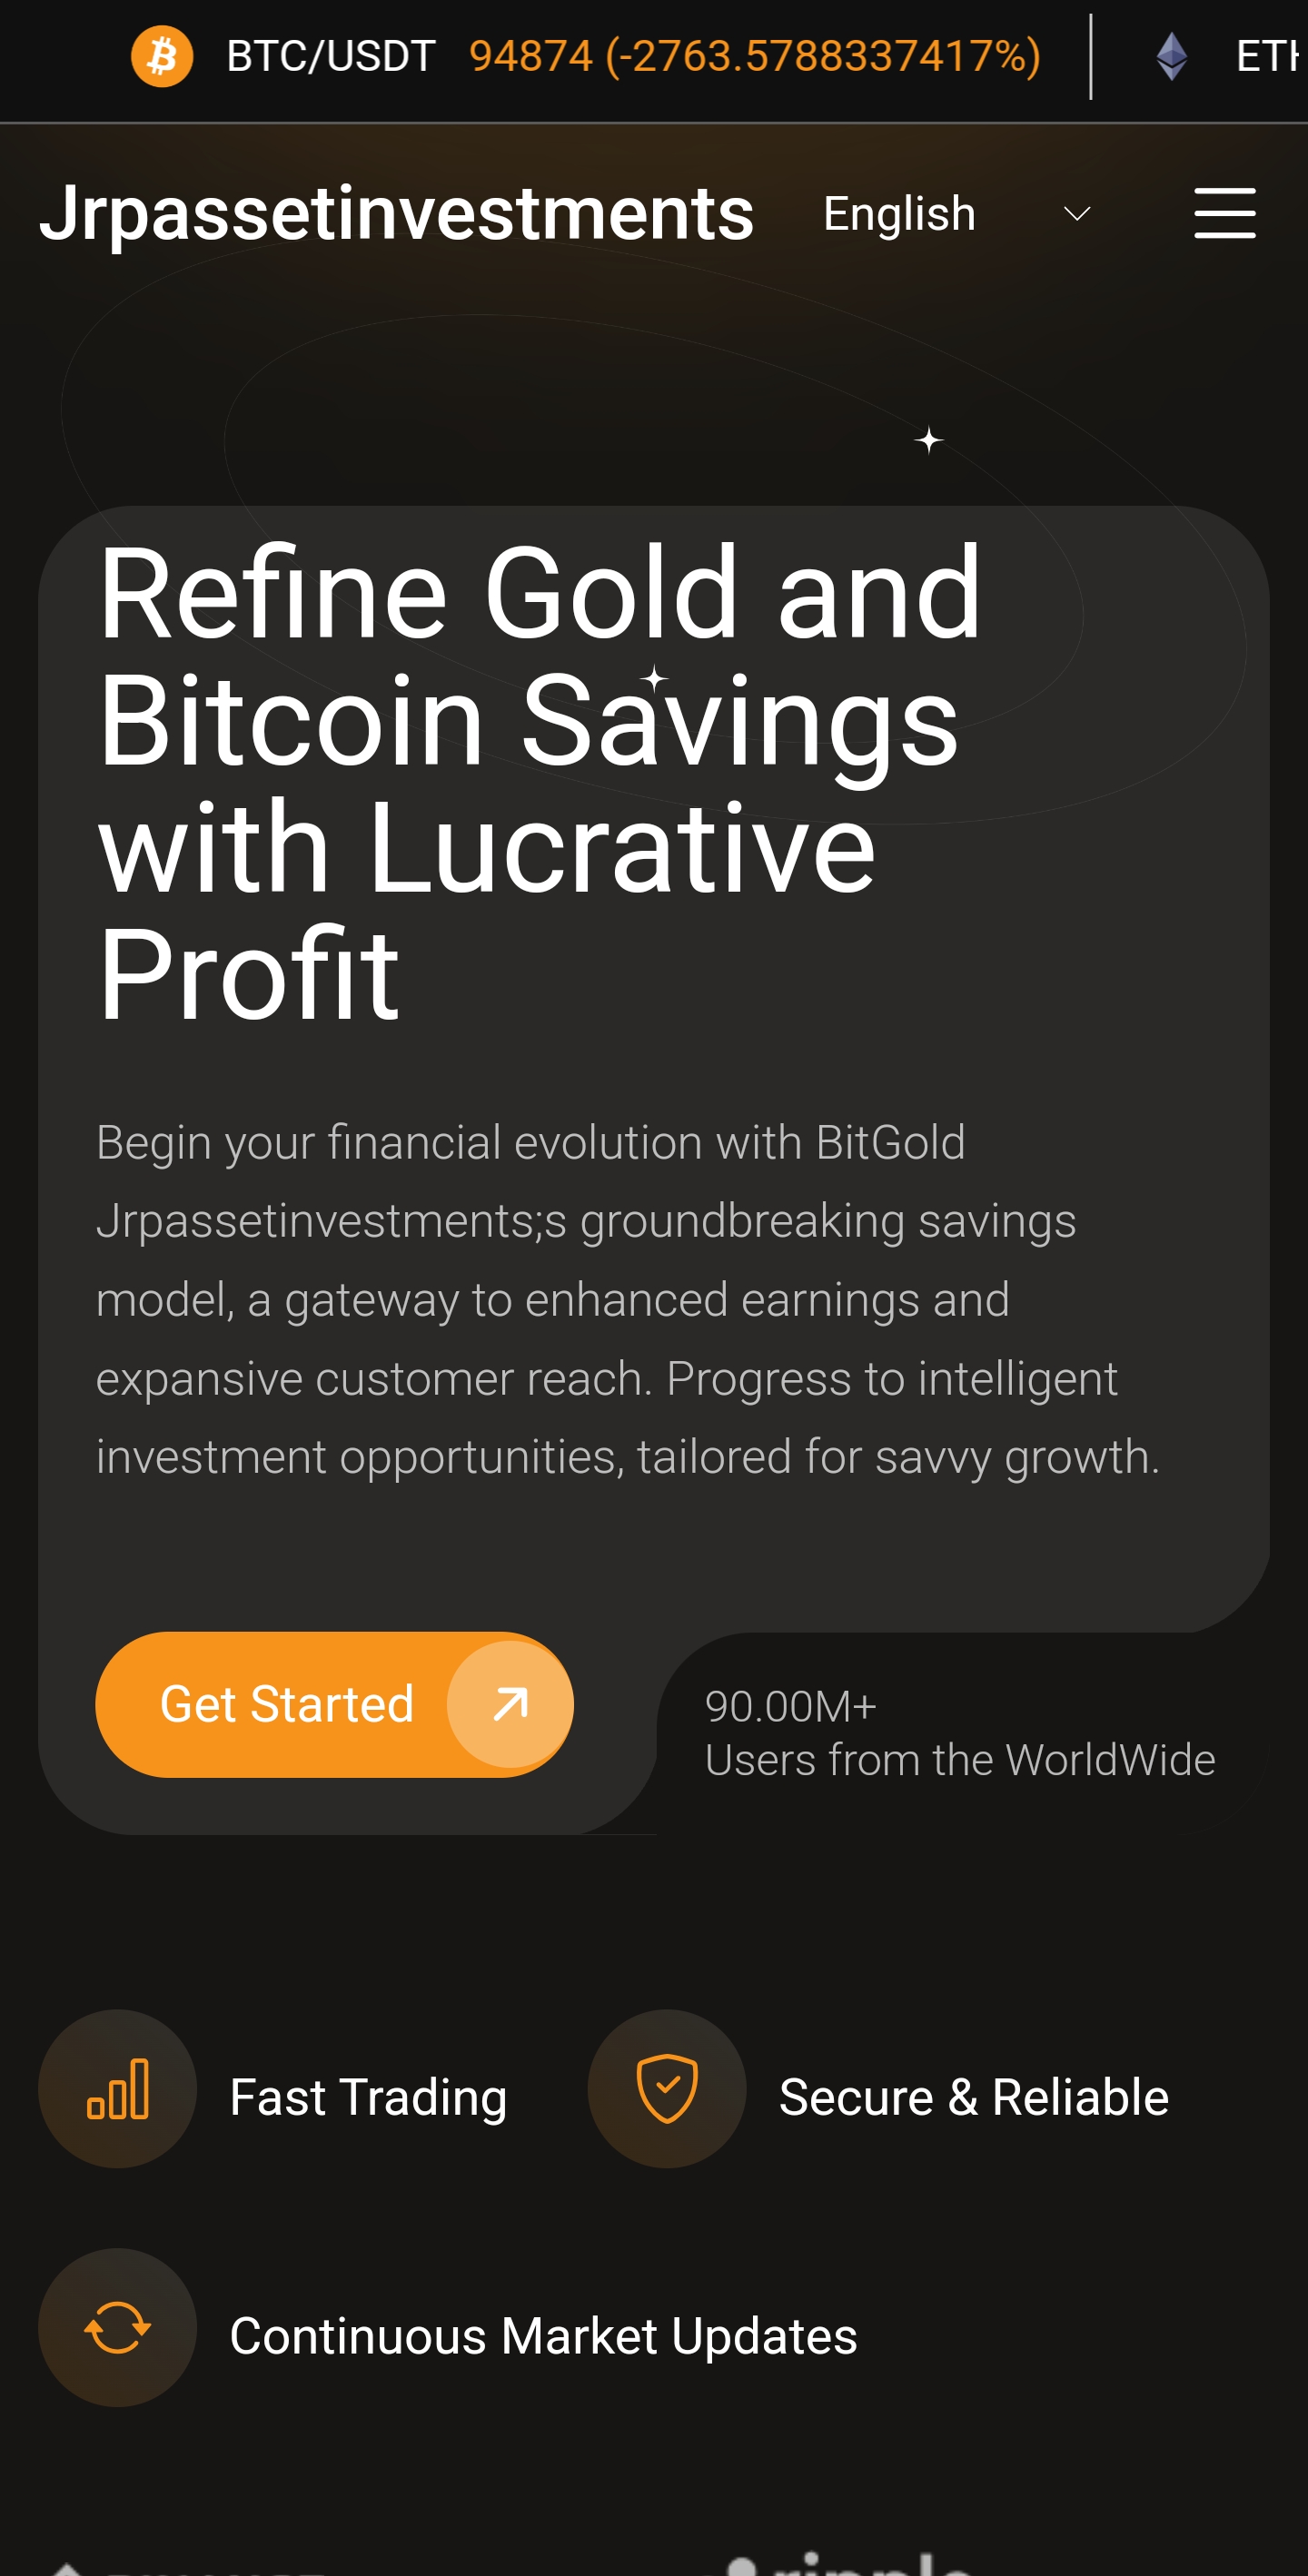 BTC/USDT 94874 (-2763.5788337417%)
Jrpassetinvestments English
Refine Gold and
Bitcoin Savings
with Lucrative
Profit
Begin your financial evolution with BitGold
Jrpassetinvestments;s groundbreaking savings
model, a gateway to enhanced earnings and
expansive customer reach. Progress to intelligent
investment opportunities, tailored for savvy growth.
Get Started
90.00M+
Users from the WorldWide
Fast Trading
Secure & Reliable
Continuous Market Updates